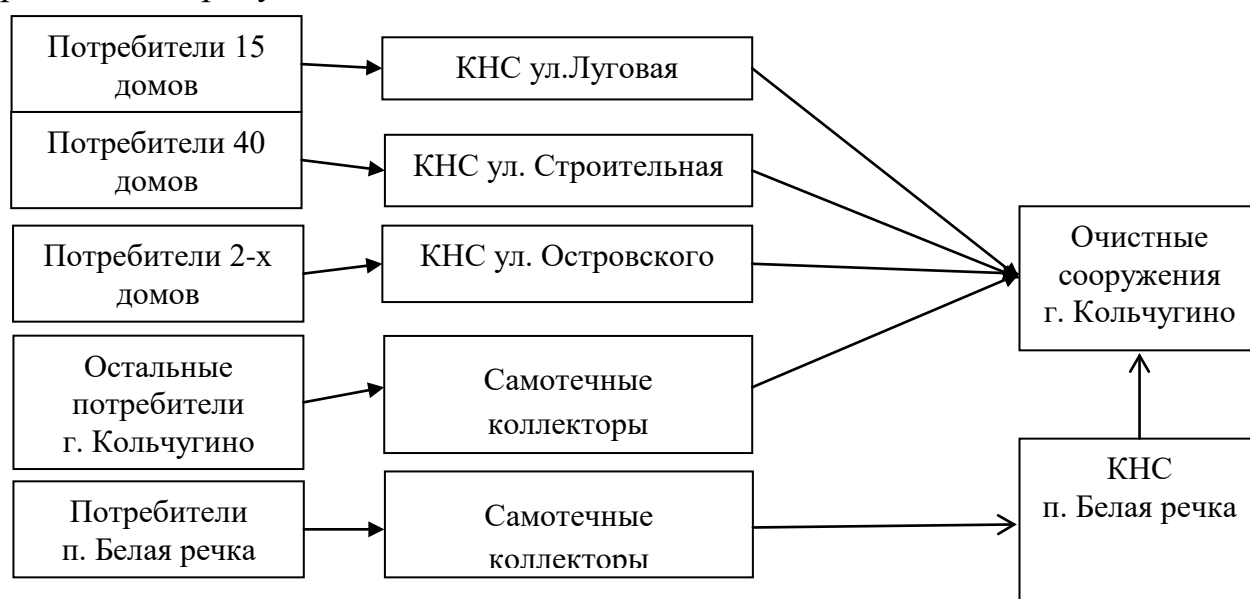 Потребители 15
домов
КНС ул.Луговая
Потребители 40
домов
КНС ул. Строительная
Потребители 2-х
домов
КНС ул. Островского
Очистные
сооружения
г. Кольчугино
Остальные
потребители
г. Кольчугино
Самотечные
коллекторы
Потребители
п. Белая речка
Самотечные
коллекторы
КНС
п. Белая речка